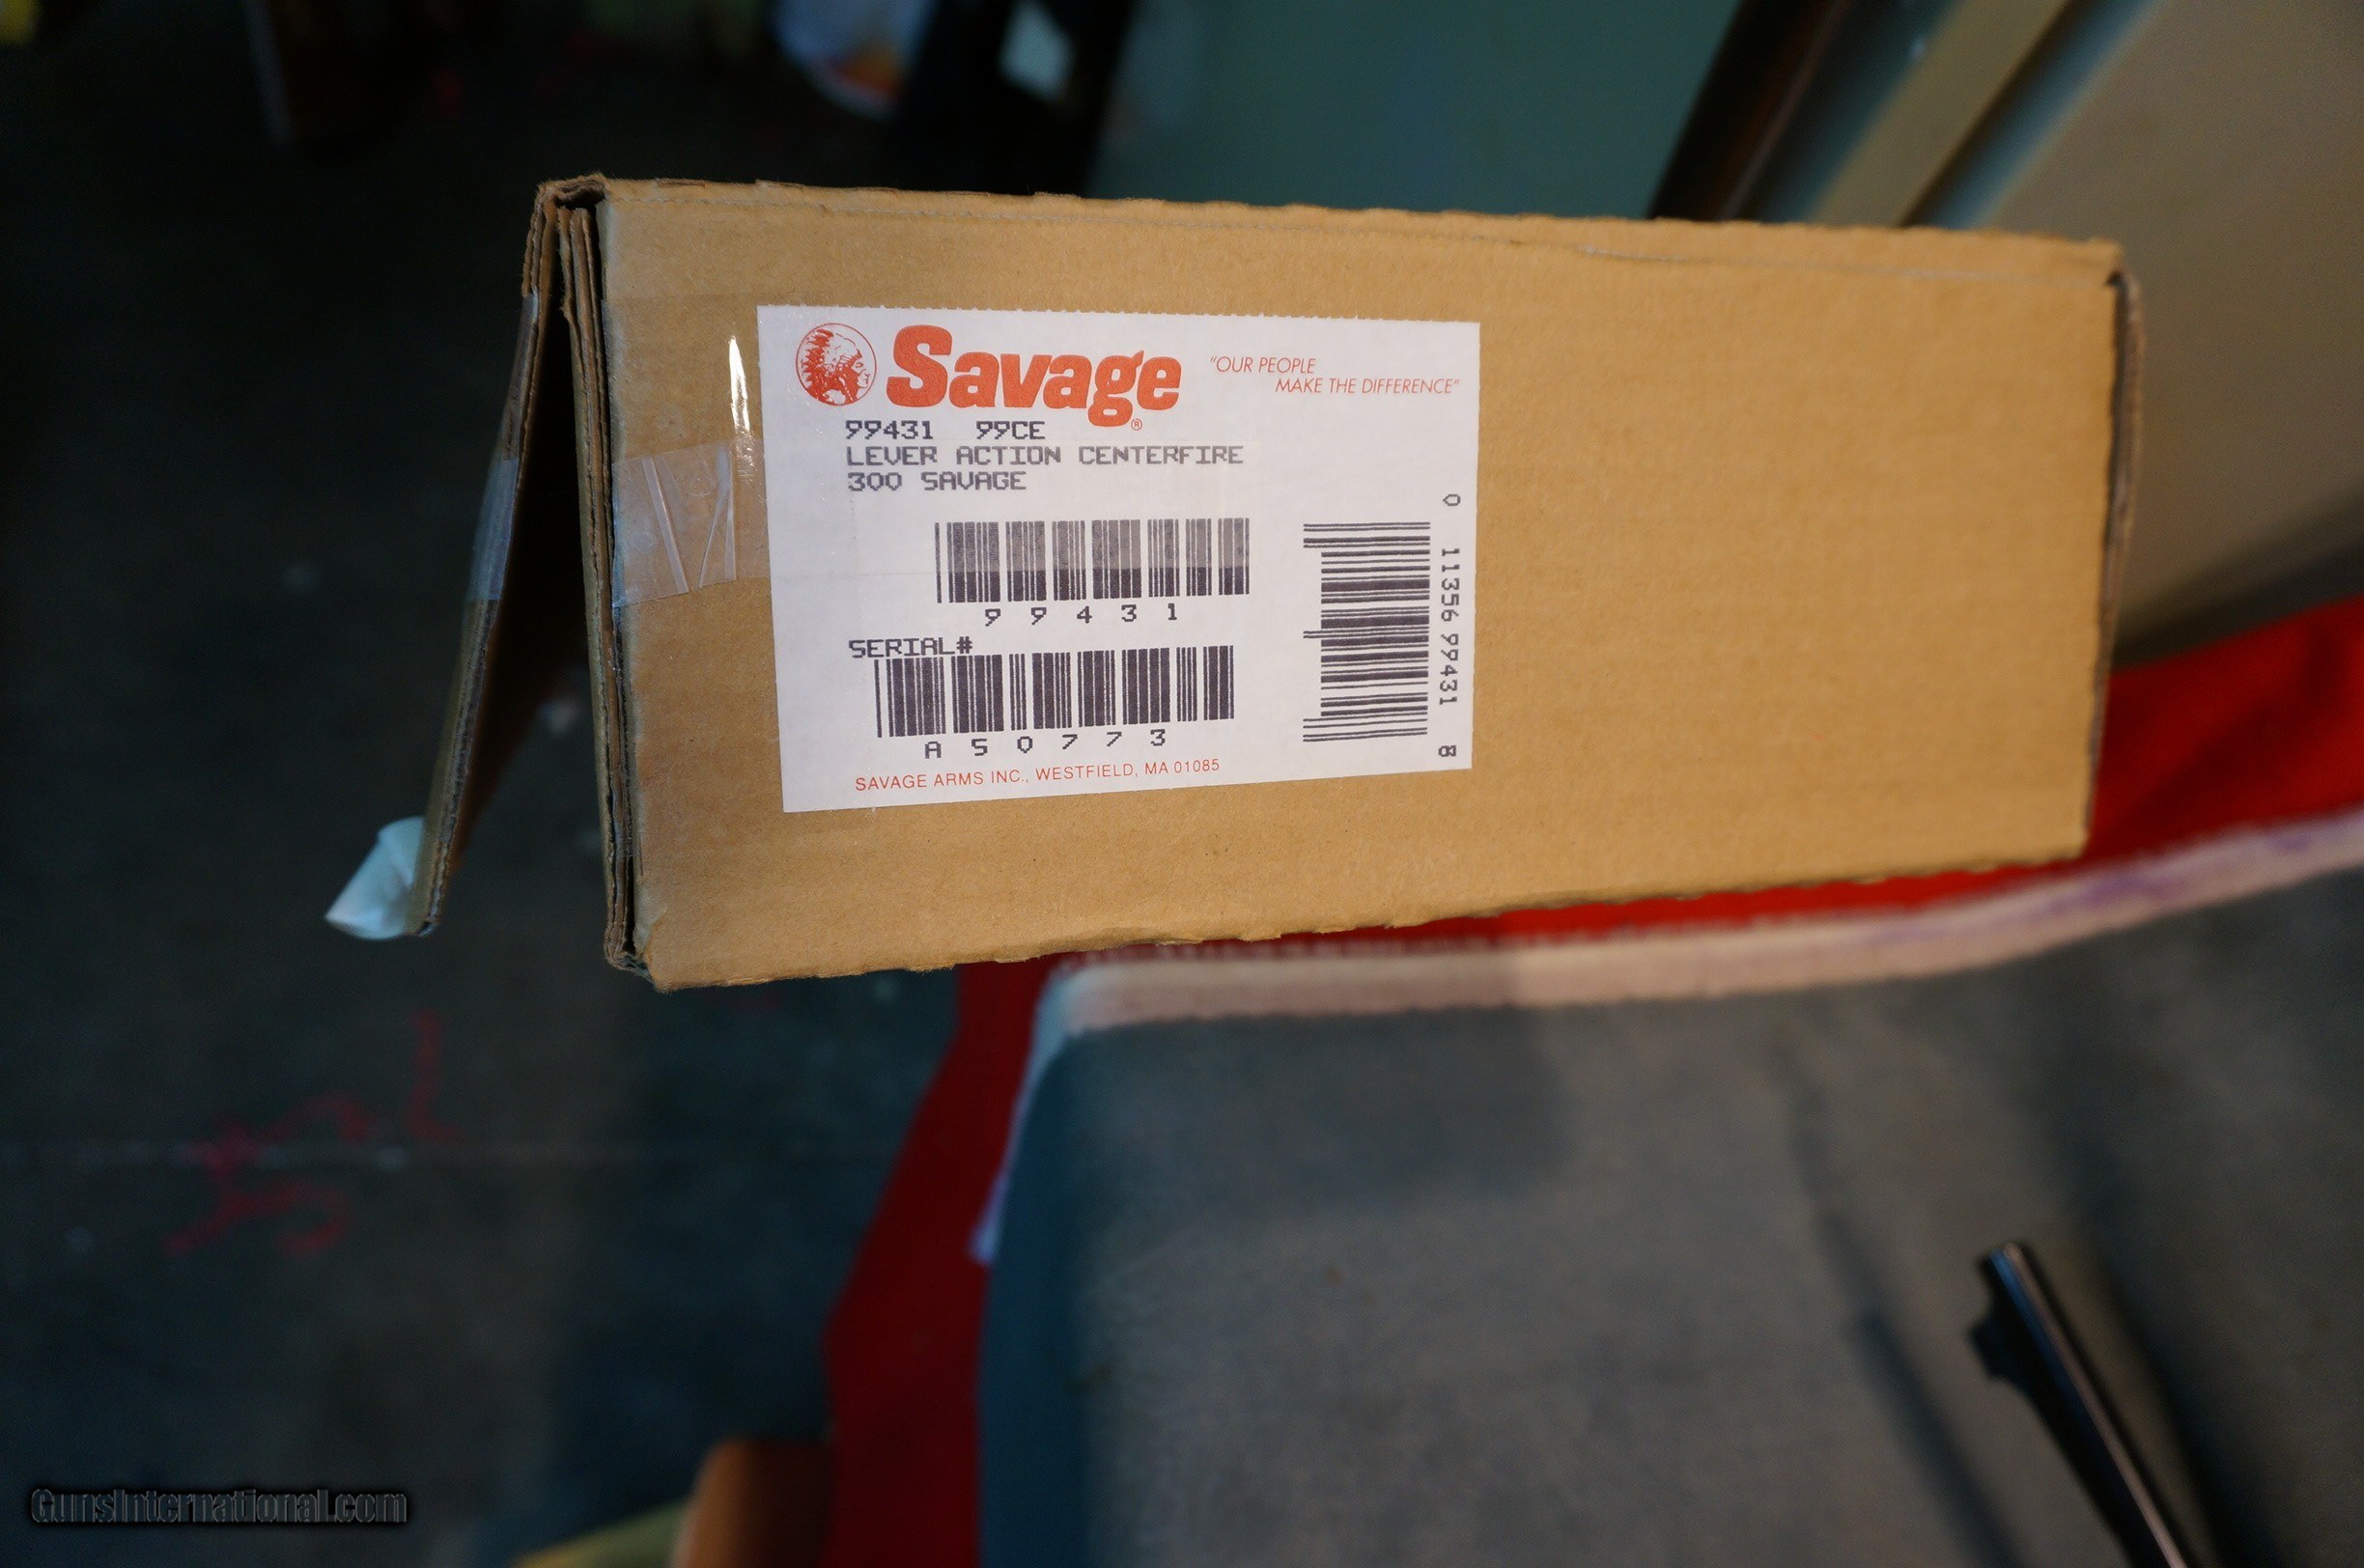 Savage®
"OUR PEOPLE
MAKE THE DIFFERENCE"
99431 99CE
LEVER ACTION CENTERFIRE
300 SAVAGE
99431
SERIAL#
A50773
SAVAGE ARMS INC., WESTFIELD, MA 01085
0 11356 99431 8
GunsInternational.com